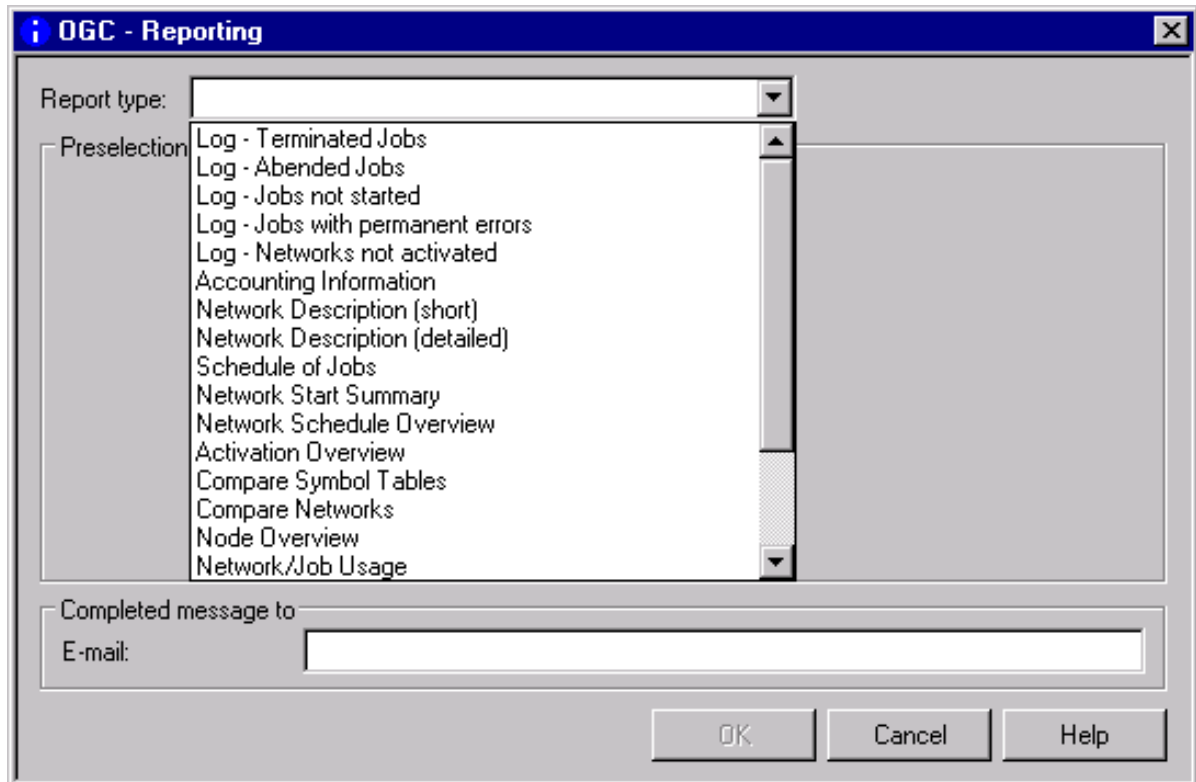 OGC - Reporting
Report type:
Preselection
Log - Terminated Jobs
Log - Abended Jobs
Log - Jobs not started
Log - Jobs with permanent errors
Log - Networks not activated
Accounting Information
Network Description (short)
Network Description (detailed)
Schedule of Jobs
Network Start Summary
Network Schedule Overview
Activation Overview
Compare Symbol Tables
Compare Networks
Node Overview
Network/Job Usage
Completed message to
E-mail:
OK Cancel Help